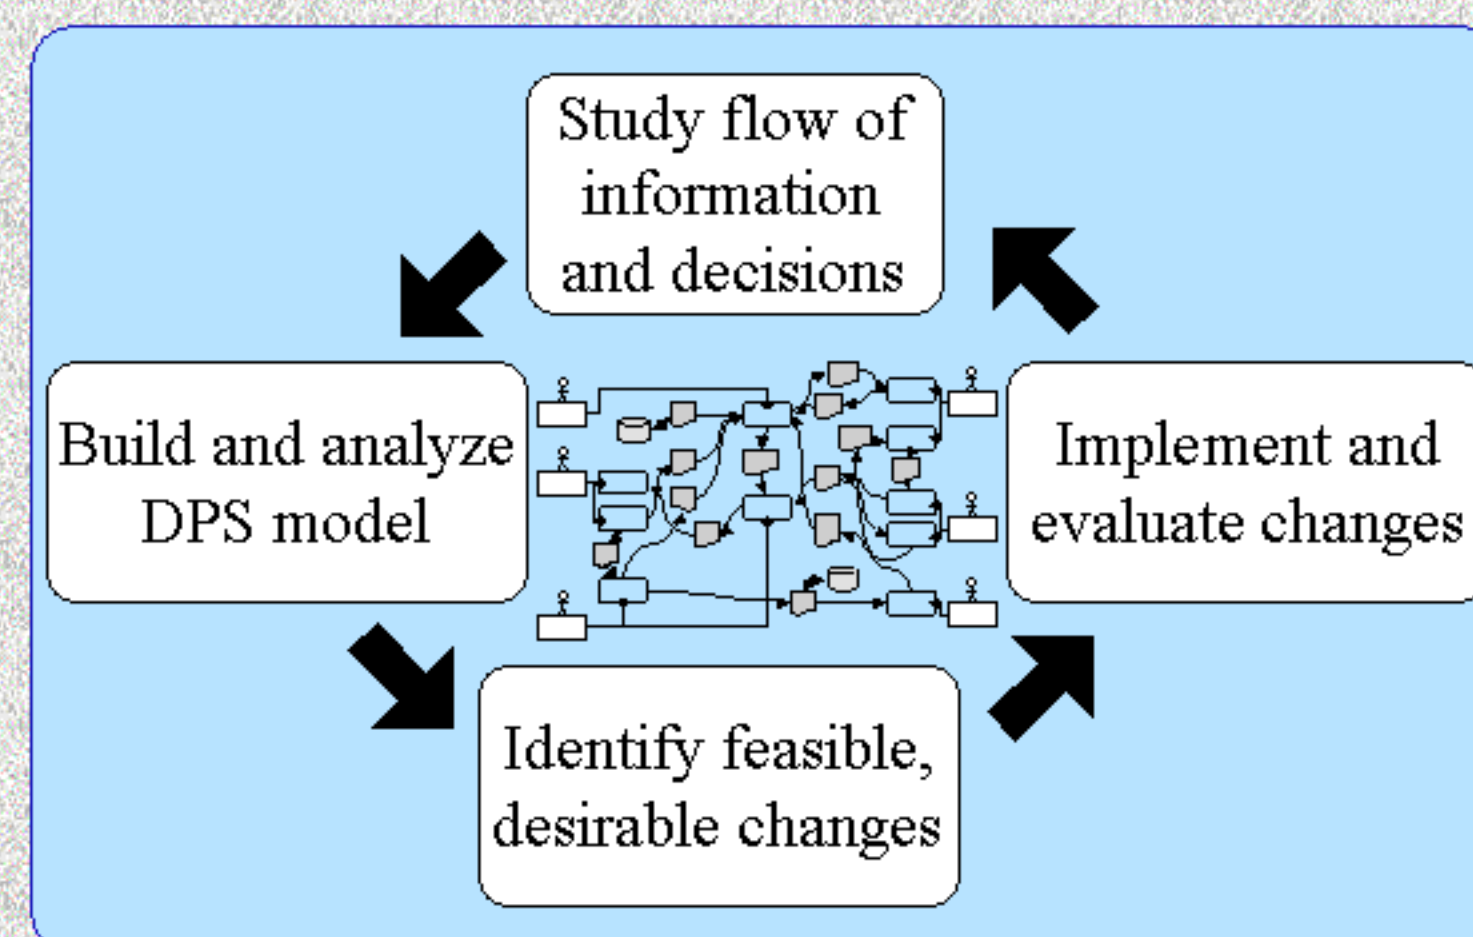 Study flow of
information
and decisions
Build and analyze
DPS model
Implement and
evaluate changes
Identify feasible,
desirable changes